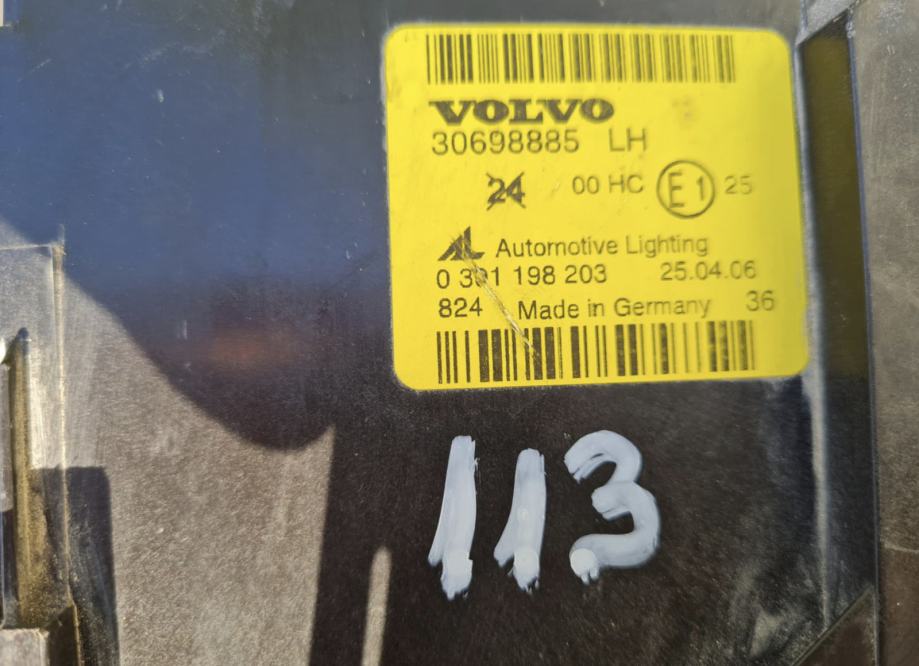 VOLVO
30698885 LH
24 00 HC E1 25
AL Automotive Lighting
0 301 198 203 25.04.06
824 Made in Germany 36
113